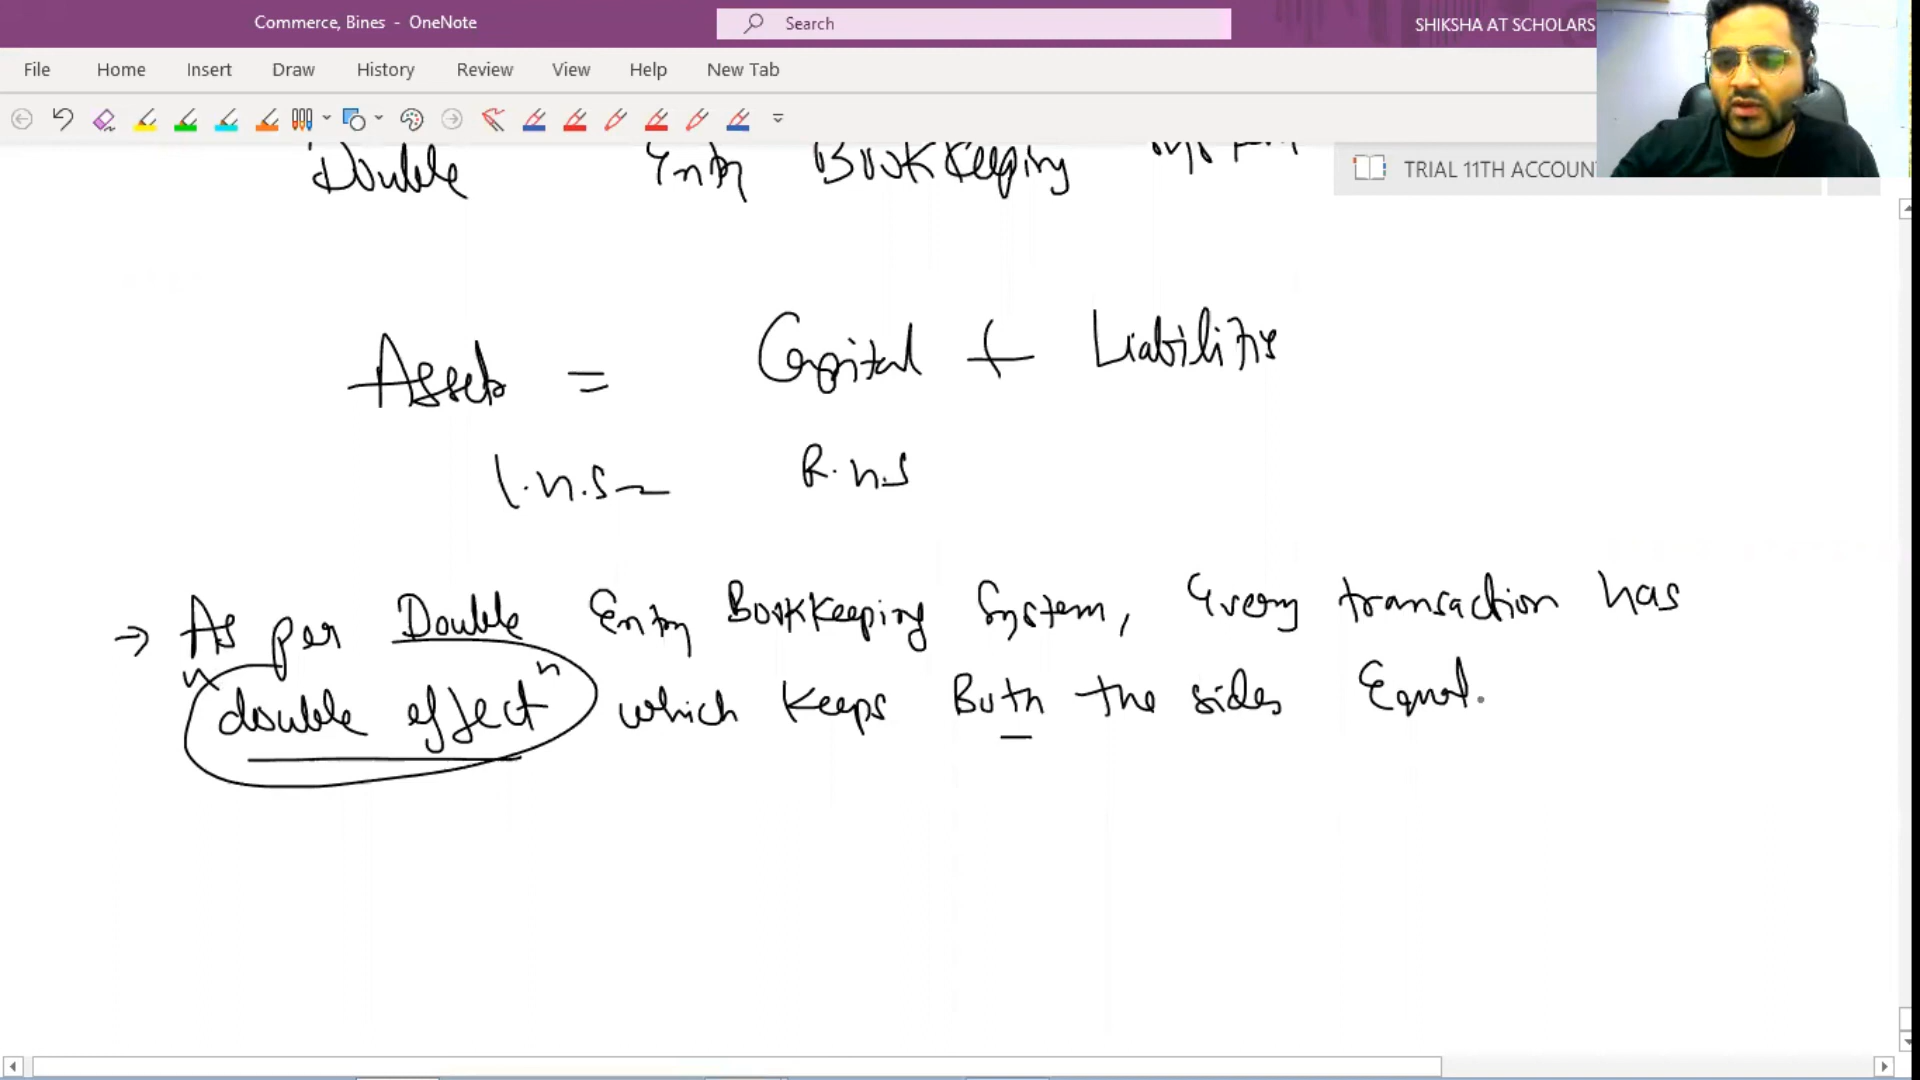 Commerce, Bines - OneNote
Search
SHIKSHA AT SCHOLARS
File Home Insert Draw History Review View Help New Tab
TRIAL 11TH ACCOUN
Double Entry BookKeeping
Assets = Capital + Liabilities
L.H.S = R.H.S
→ As per Double Entry BookKeeping System, Every transaction has
"double effect" which keeps Both the sides Equal.